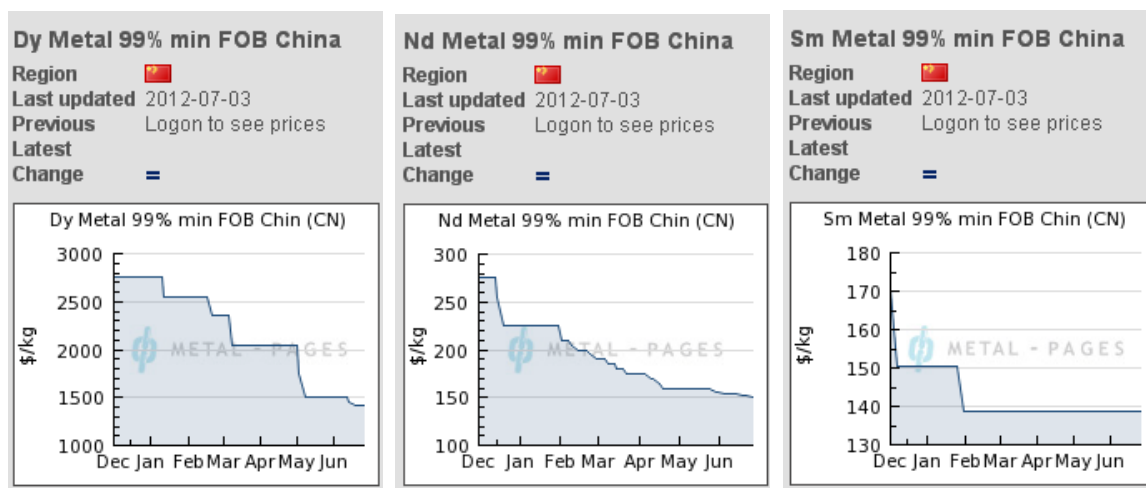 Dy Metal 99% min FOB China
Region
Last updated 2012-07-03
Previous Logon to see prices
Latest
Change =
Dy Metal 99% min FOB Chin (CN)
3000
2500
2000
1500
1000
$/kg
METAL - PAGES
Dec Jan Feb Mar Apr May Jun
Nd Metal 99% min FOB China
Region
Last updated 2012-07-03
Previous Logon to see prices
Latest
Change =
Nd Metal 99% min FOB Chin (CN)
300
250
200
150
100
$/kg
METAL - PAGES
Dec Jan Feb Mar Apr May Jun
Sm Metal 99% min FOB China
Region
Last updated 2012-07-03
Previous Logon to see prices
Latest
Change =
Sm Metal 99% min FOB Chin (CN)
180
170
160
150
140
130
$/kg
METAL - PAGES
Dec Jan Feb Mar Apr May Jun